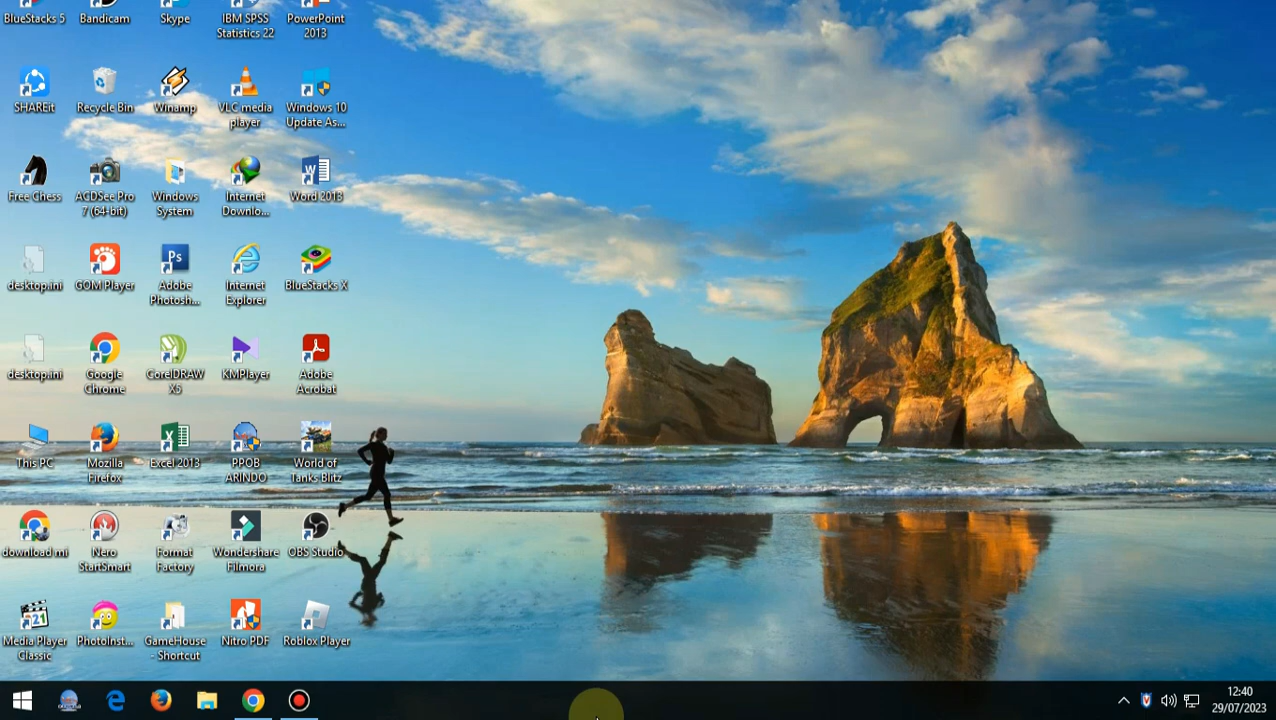 BlueStacks 5
Bandicam
Skype
IBM SPSS
Statistics 22
PowerPoint
2013
SHAREit
Recycle Bin
Winamp
VLC media
player
Windows 10
Update As...
Free Chess
ACDSee Pro
7 (64-bit)
Windows
System
Internet
Downlo...
Word 2013
desktop.ini
GOM Player
Adobe
Photosh...
Internet
Explorer
BlueStacks X
desktop.ini
Google
Chrome
CorelDRAW
X5
KMPlayer
Adobe
Acrobat
This PC
Mozilla
Firefox
Excel 2013
PPOB
ARINDO
World of
Tanks Blitz
download mi
Nero
StartSmart
Format
Factory
Wondershare
Filmora
OBS Studio
Media Player
Classic
PhotoInst...
GameHouse
- Shortcut
Nitro PDF
Roblox Player
12:40
29/07/2023